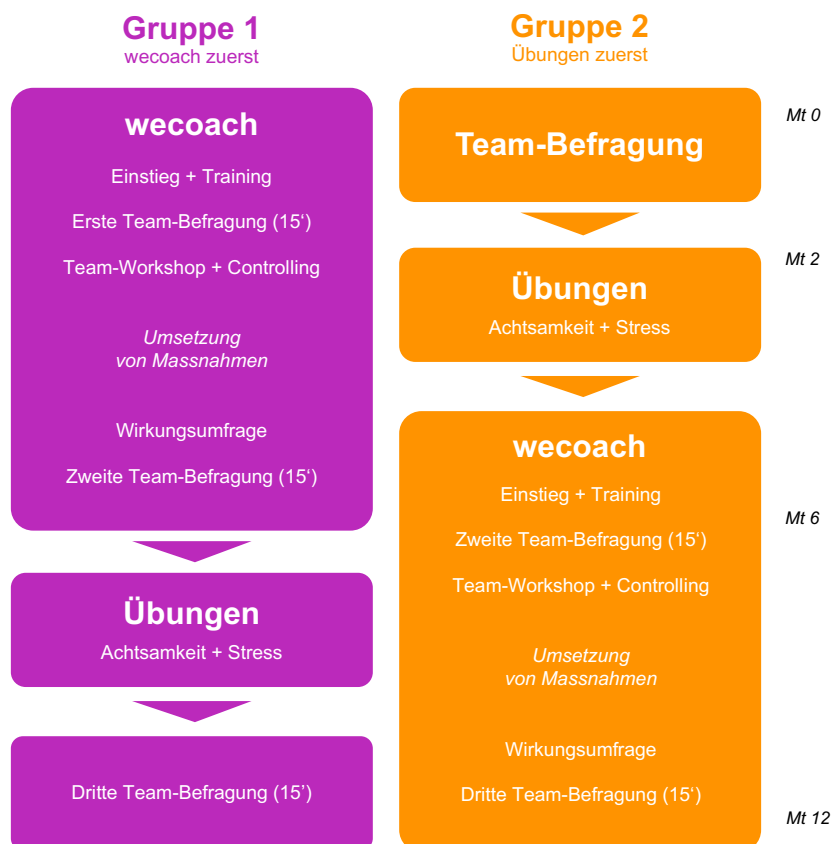 Gruppe 1
wecoach zuerst
wecoach
Einstieg + Training
Erste Team-Befragung (15‘)
Team-Workshop + Controlling
Umsetzung
von Massnahmen
Wirkungsumfrage
Zweite Team-Befragung (15‘)
Übungen
Achtsamkeit + Stress
Dritte Team-Befragung (15’)
Gruppe 2
Übungen zuerst
Team-Befragung
Übungen
Achtsamkeit + Stress
wecoach
Einstieg + Training
Zweite Team-Befragung (15‘)
Team-Workshop + Controlling
Umsetzung
von Massnahmen
Wirkungsumfrage
Dritte Team-Befragung (15‘)
Mt 0
Mt 2
Mt 6
Mt 12